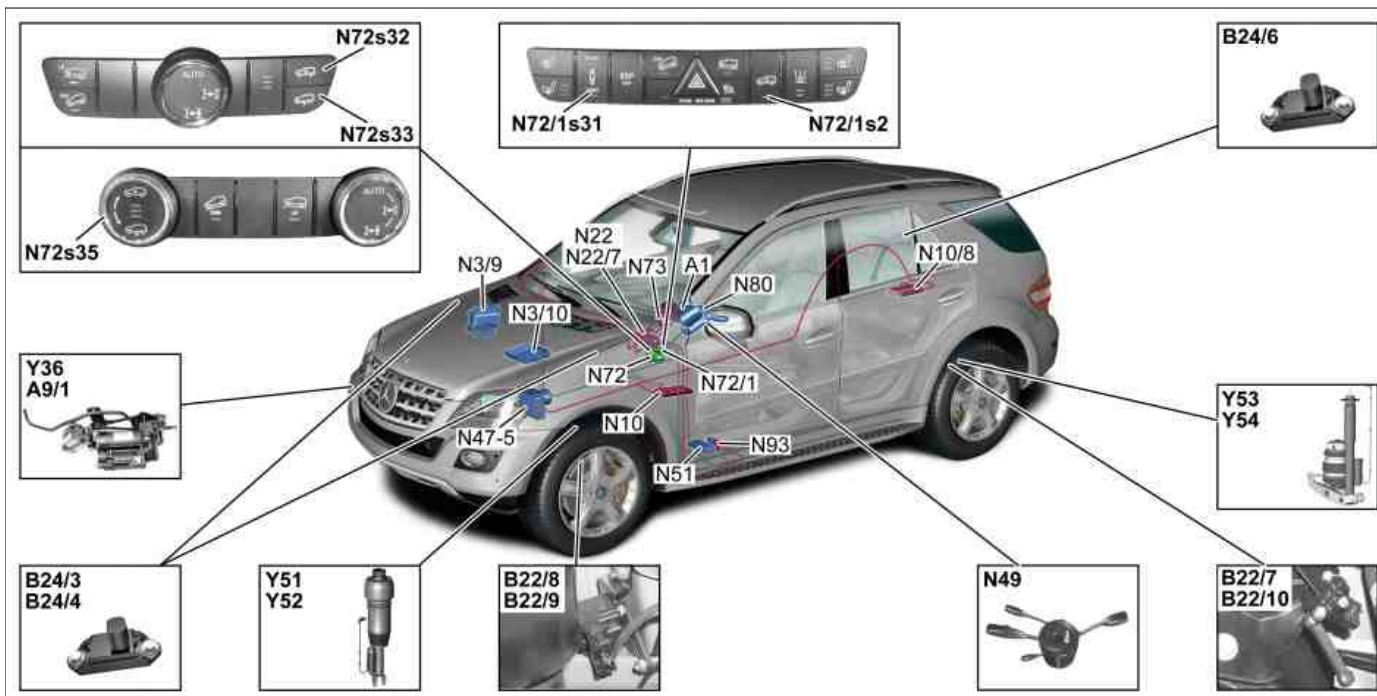 N72s32
N72s33
N72s35
AUTO
AUTO
ESP
N72/1s31
N72/1s2
B24/6
N22
N22/7
N73
A1
N80
N10/8
N3/9
N3/10
N72
N72/1
N10
N47-5
N51
N93
Y36
A9/1
Y53
Y54
B24/3
B24/4
Y51
Y52
B22/8
B22/9
N49
B22/7
B22/10